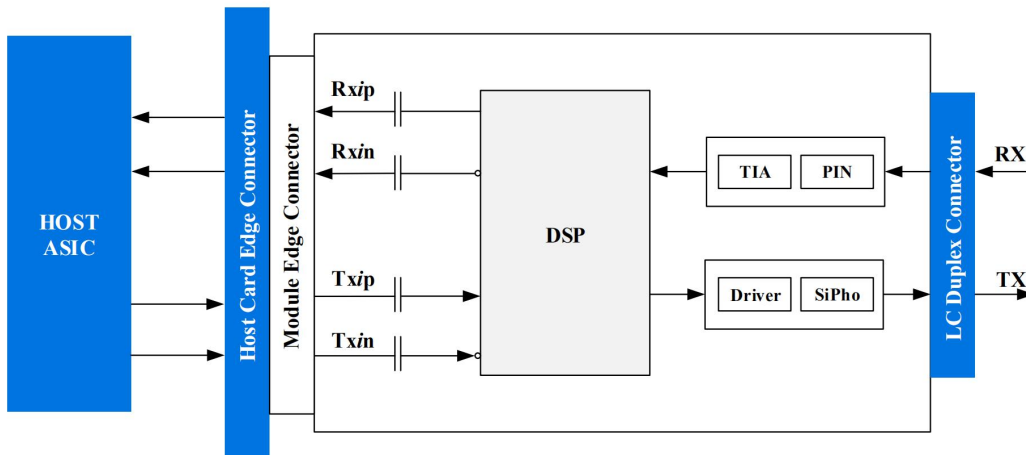 HOST
ASIC
Host Card Edge Connector
Module Edge Connector
Rxip
Rxin
Txip
Txin
DSP
TIA
PIN
Driver
SiPho
LC Duplex Connector
RX
TX